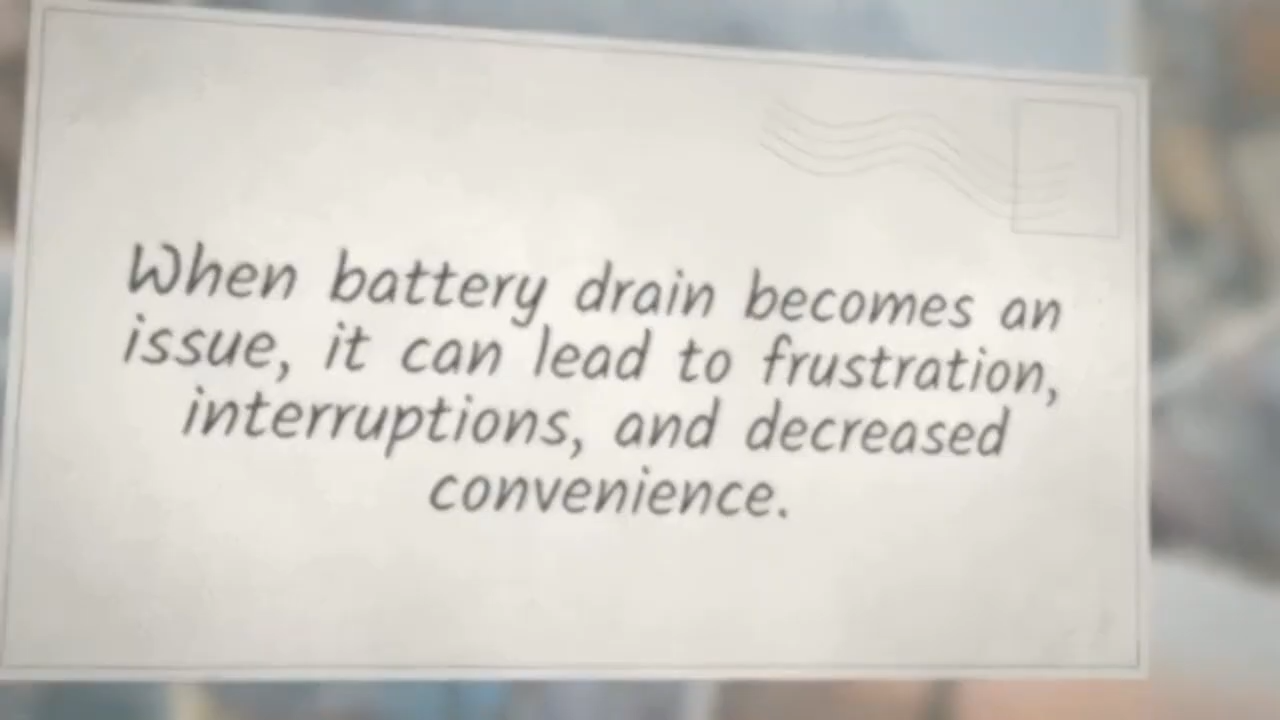 When battery drain becomes an
issue, it can lead to frustration,
interruptions, and decreased
convenience.